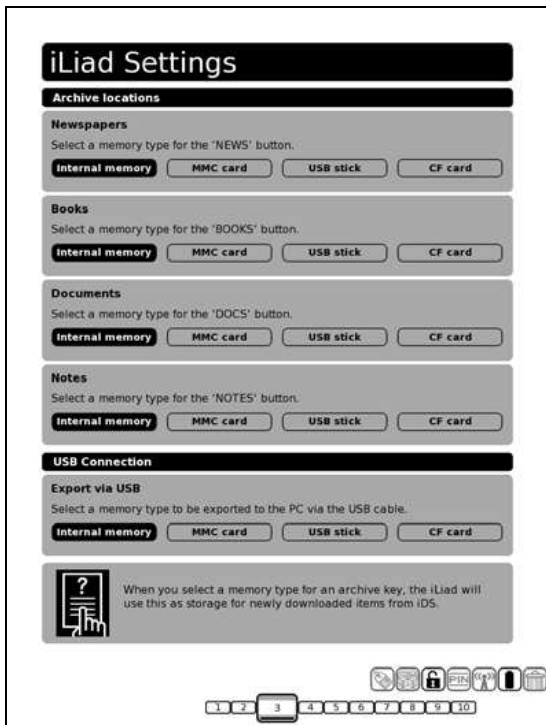 iLiad Settings
Archive locations
Newspapers
Select a memory type for the 'NEWS' button.
Internal memory MMC card USB stick CF card
Books
Select a memory type for the 'BOOKS' button.
Internal memory MMC card USB stick CF card
Documents
Select a memory type for the 'DOCS' button.
Internal memory MMC card USB stick CF card
Notes
Select a memory type for the 'NOTES' button.
Internal memory MMC card USB stick CF card
USB Connection
Export via USB
Select a memory type to be exported to the PC via the USB cable.
Internal memory MMC card USB stick CF card
?
When you select a memory type for an archive key, the iLiad will
use this as storage for newly downloaded items from iDS.
PIN
1 2 3 4 5 6 7 8 9 10